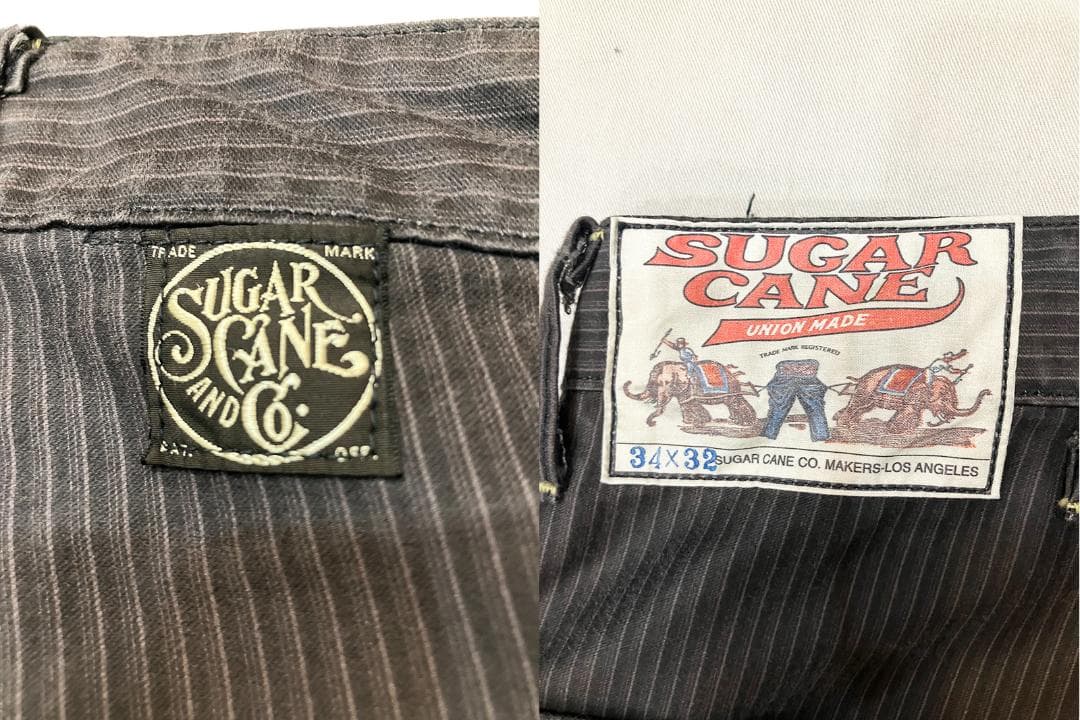 TRADE MARK
SUGAR
CANE
AND Co.
PAT. OFF.
SUGAR
CANE
UNION MADE
TRADE MARK REGISTERED
34×32 SUGAR CANE CO. MAKERS-LOS ANGELES